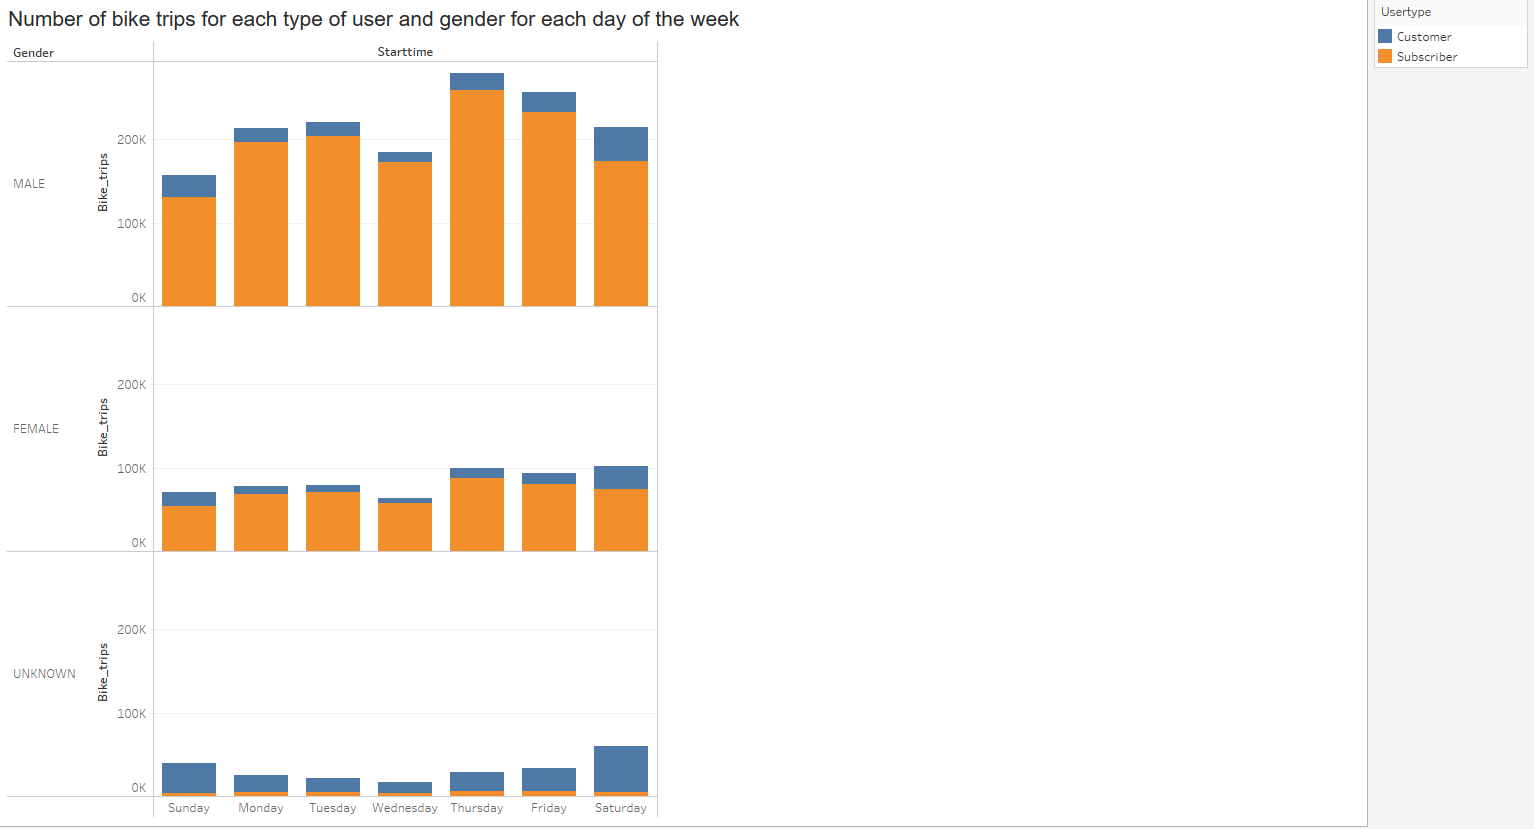 Number of bike trips for each type of user and gender for each day of the week
Usertype
Customer
Subscriber
Gender
Starttime
MALE
Bike_trips
200K
100K
0K
FEMALE
Bike_trips
200K
100K
0K
UNKNOWN
Bike_trips
200K
100K
0K
Sunday Monday Tuesday Wednesday Thursday Friday Saturday